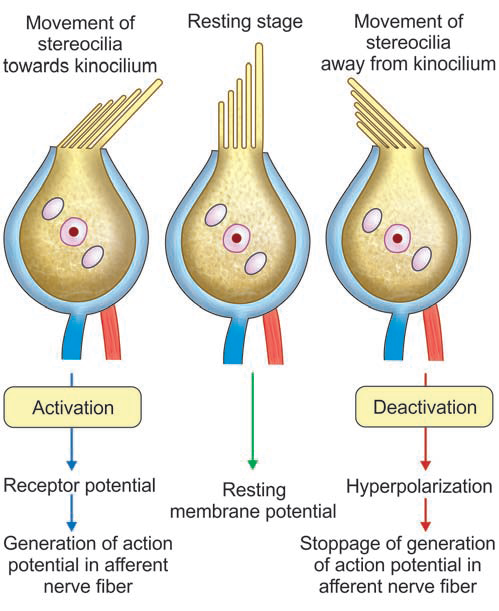 Movement of
stereocilia
towards kinocilium
Resting stage
Movement of
stereocilia
away from kinocilium
Activation
Receptor potential
Generation of action
potential in afferent
nerve fiber
Resting
membrane potential
Deactivation
Hyperpolarization
Stoppage of generation
of action potential in
afferent nerve fiber